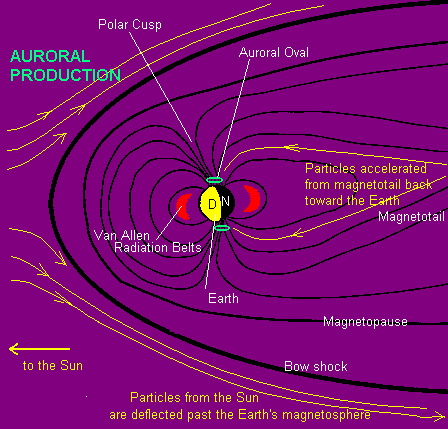 Polar Cusp
AURORAL
PRODUCTION
Auroral Oval
Particles accelerated
from magnetotail back
toward the Earth
D
N
Magnetotail
Van Allen
Radiation Belts
Earth
Magnetopause
to the Sun
Bow shock
Particles from the Sun
are deflected past the Earth's magnetosphere